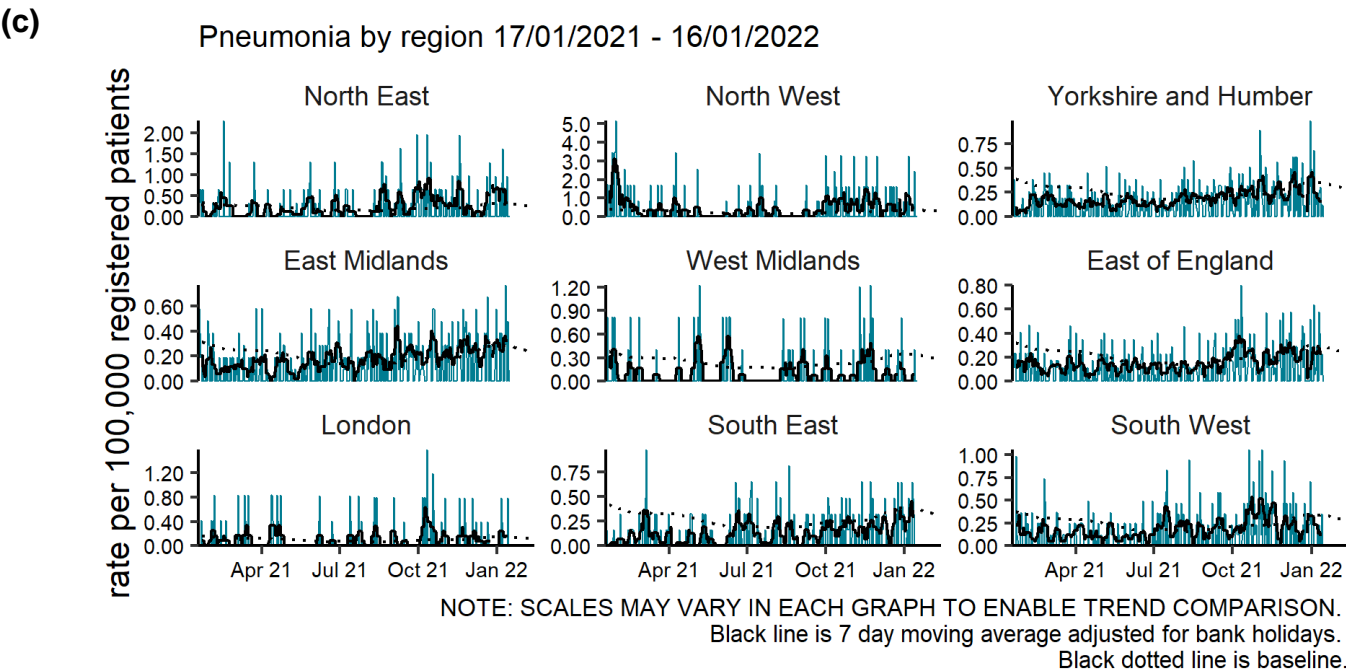 (c)
Pneumonia by region 17/01/2021 - 16/01/2022
rate per 100,000 registered patients
North East
2.00
1.50
1.00
0.50
0.00
North West
5.0
4.0
3.0
2.0
1.0
0.0
Yorkshire and Humber
0.75
0.50
0.25
0.00
East Midlands
0.60
0.40
0.20
0.00
West Midlands
1.20
0.90
0.60
0.30
0.00
East of England
0.80
0.60
0.40
0.20
0.00
London
1.20
0.80
0.40
0.00
Apr 21 Jul 21 Oct 21 Jan 22
South East
0.75
0.50
0.25
0.00
Apr 21 Jul 21 Oct 21 Jan 22
South West
1.00
0.75
0.50
0.25
0.00
Apr 21 Jul 21 Oct 21 Jan 22
NOTE: SCALES MAY VARY IN EACH GRAPH TO ENABLE TREND COMPARISON.
Black line is 7 day moving average adjusted for bank holidays.
Black dotted line is baseline.